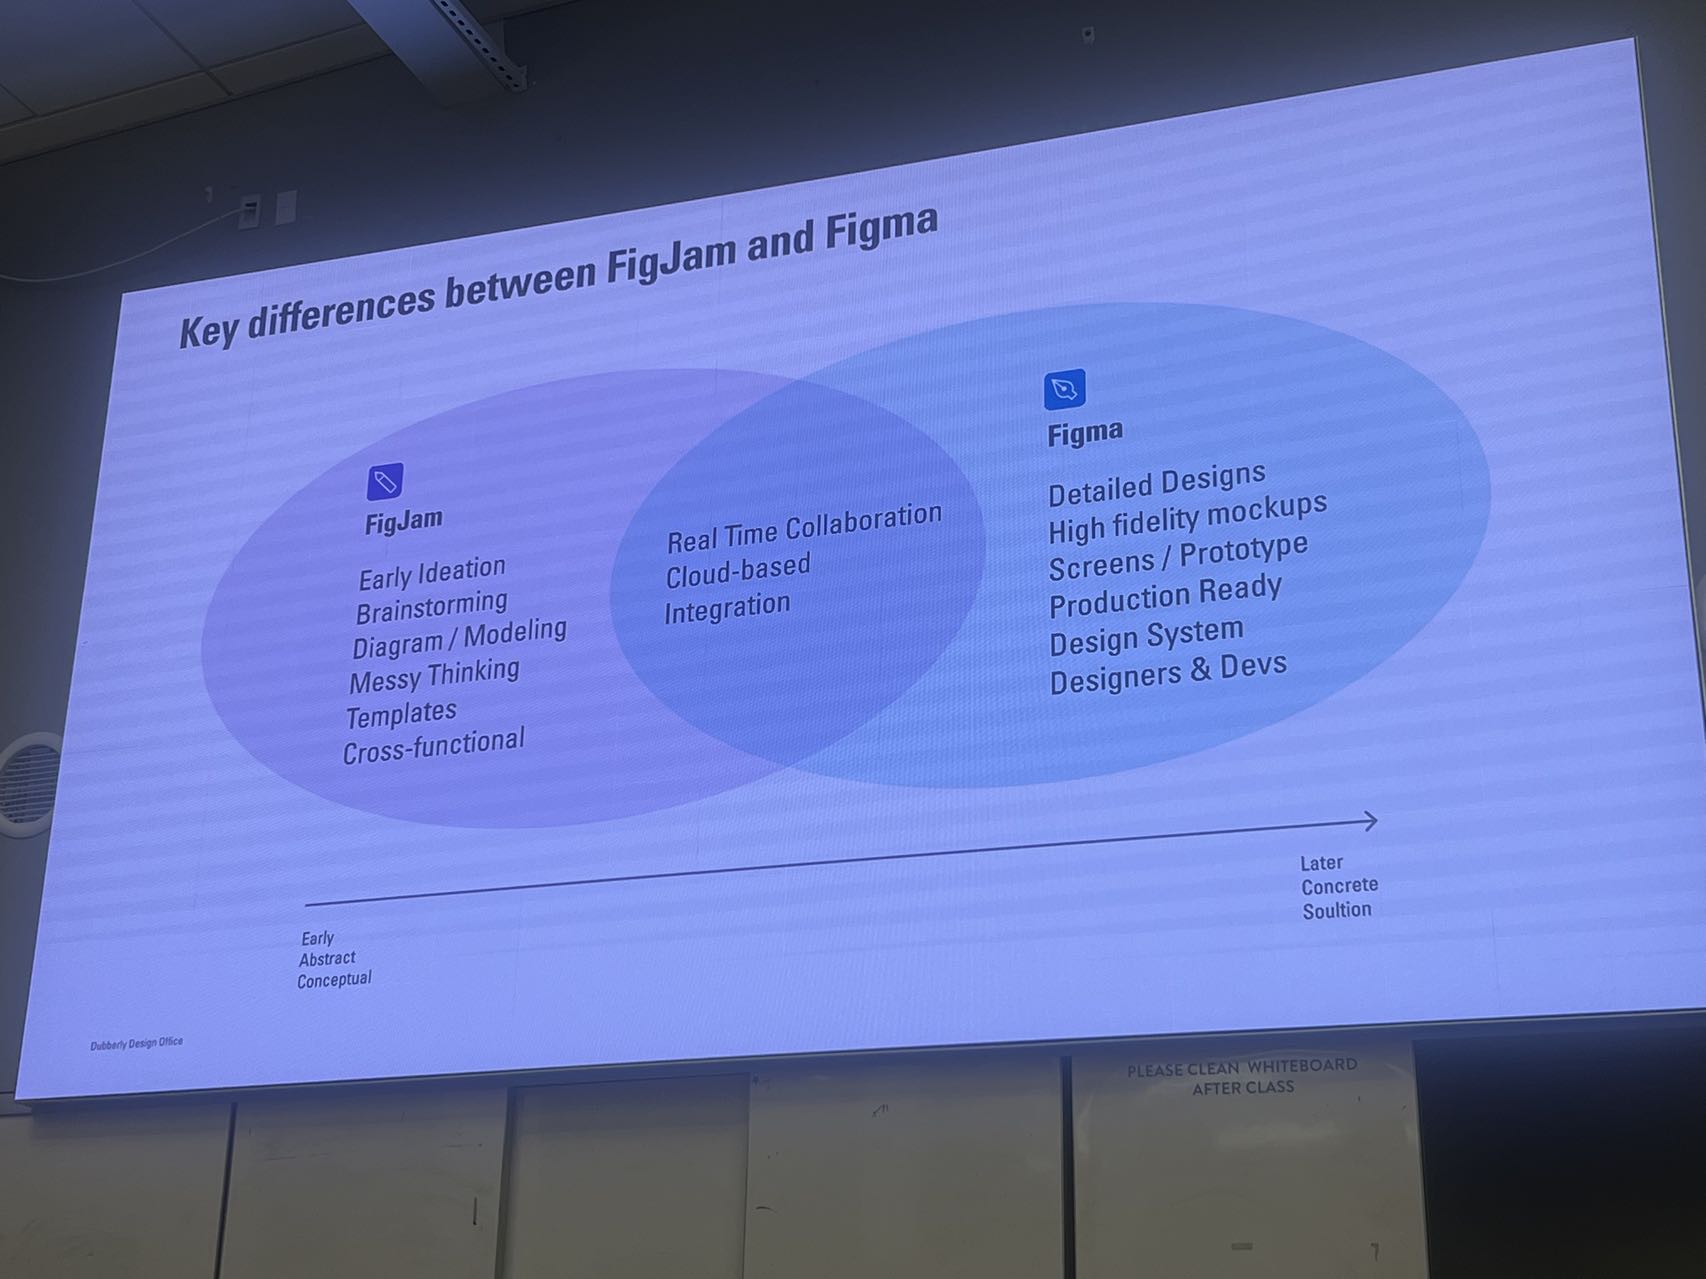 Key differences between FigJam and Figma
FigJam
Early Ideation
Brainstorming
Diagram / Modeling
Messy Thinking
Templates
Cross-functional
Real Time Collaboration
Cloud-based
Integration
Figma
Detailed Designs
High fidelity mockups
Screens / Prototype
Production Ready
Design System
Designers & Devs
Early
Abstract
Conceptual
Later
Concrete
Soultion
Dubberly Design Office
PLEASE CLEAN WHITEBOARD
AFTER CLASS